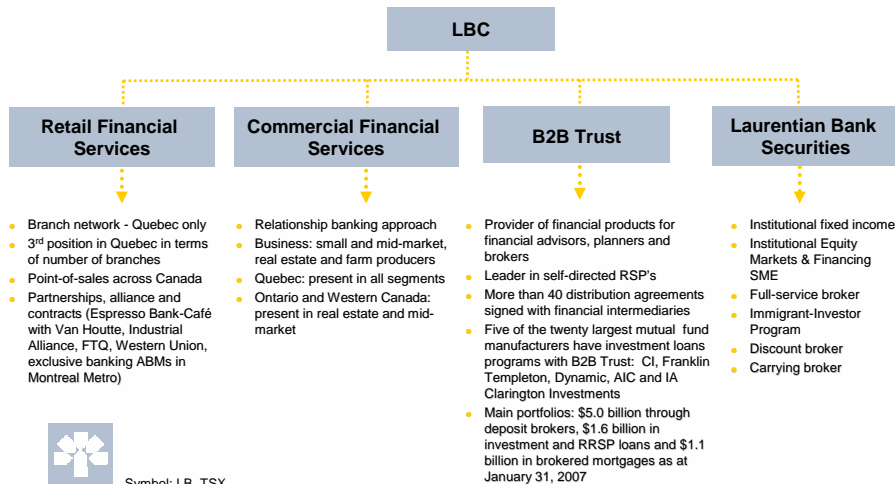 LBC
Retail Financial
Services
Commercial Financial
Services
B2B Trust
Laurentian Bank
Securities
Branch network - Quebec only
3rd position in Quebec in terms
of number of branches
Point-of-sales across Canada
Partnerships, alliance and
contracts (Espresso Bank-Café
with Van Houtte, Industrial
Alliance, FTQ, Western Union,
exclusive banking ABMs in
Montreal Metro)
Relationship banking approach
Business: small and mid-market,
real estate and farm producers
Quebec: present in all segments
Ontario and Western Canada:
present in real estate and mid-
market
Provider of financial products for
financial advisors, planners and
brokers
Leader in self-directed RSP's
More than 40 distribution agreements
signed with financial intermediaries
Five of the twenty largest mutual fund
manufacturers have investment loans
programs with B2B Trust: CI, Franklin
Templeton, Dynamic, AIC and IA
Clarington Investments
Main portfolios: $5.0 billion through
deposit brokers, $1.6 billion in
investment and RRSP loans and $1.1
billion in brokered mortgages as at
January 31, 2007
Institutional fixed income
Institutional Equity
Markets & Financing
SME
Full-service broker
Immigrant-Investor
Program
Discount broker
Carrying broker
Symbol: LB, TSX